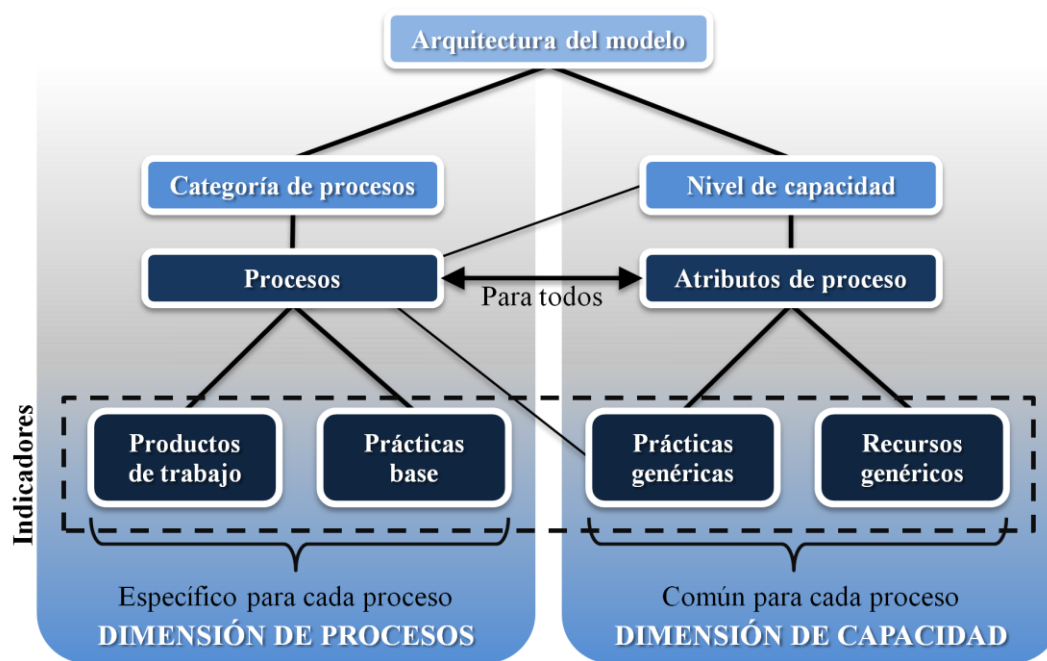 Arquitectura del modelo
Categoría de procesos
Nivel de capacidad
Procesos
Para todos
Atributos de proceso
Indicadores
Productos
de trabajo
Prácticas
base
Prácticas
genéricas
Recursos
genéricos
Específico para cada proceso
DIMENSIÓN DE PROCESOS
Común para cada proceso
DIMENSIÓN DE CAPACIDAD